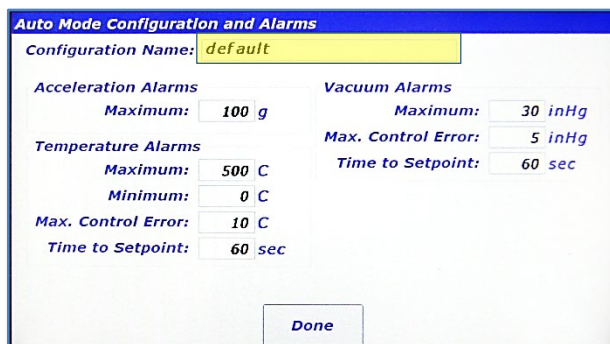 Auto Mode Configuration and Alarms
Configuration Name: default
Acceleration Alarms
Maximum: 100 g
Temperature Alarms
Maximum: 500 C
Minimum: 0 C
Max. Control Error: 10 C
Time to Setpoint: 60 sec
Vacuum Alarms
Maximum: 30 inHg
Max. Control Error: 5 inHg
Time to Setpoint: 60 sec
Done